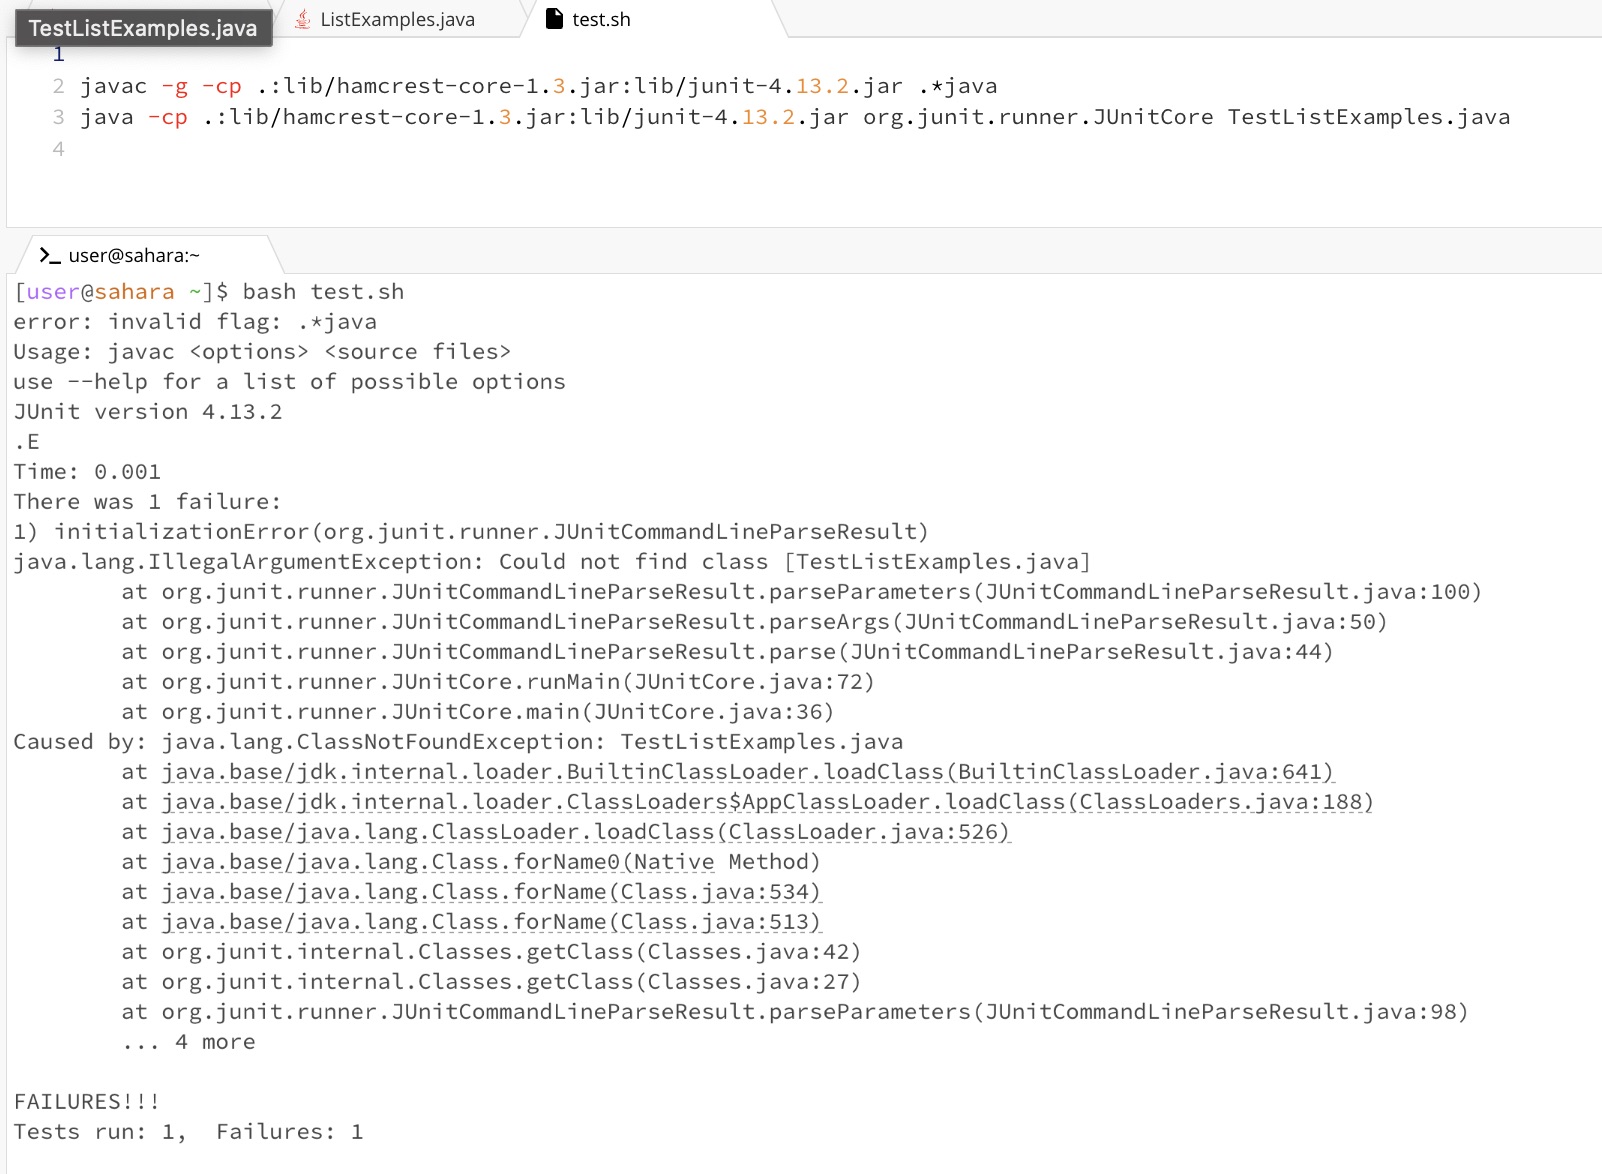 TestListExamples.java
ListExamples.java
test.sh
1
2 javac -g -cp .:lib/hamcrest-core-1.3.jar:lib/junit-4.13.2.jar .*java
3 java -cp .:lib/hamcrest-core-1.3.jar:lib/junit-4.13.2.jar org.junit.runner.JUnitCore TestListExamples.java
4
user@sahara:~
[user@sahara ~]$ bash test.sh
error: invalid flag: .*java
Usage: javac <options> <source files>
use --help for a list of possible options
JUnit version 4.13.2
.E
Time: 0.001
There was 1 failure:
1) initializationError(org.junit.runner.JUnitCommandLineParseResult)
java.lang.IllegalArgumentException: Could not find class [TestListExamples.java]
        at org.junit.runner.JUnitCommandLineParseResult.parseParameters(JUnitCommandLineParseResult.java:100)
        at org.junit.runner.JUnitCommandLineParseResult.parseArgs(JUnitCommandLineParseResult.java:50)
        at org.junit.runner.JUnitCommandLineParseResult.parse(JUnitCommandLineParseResult.java:44)
        at org.junit.runner.JUnitCore.runMain(JUnitCore.java:72)
        at org.junit.runner.JUnitCore.main(JUnitCore.java:36)
Caused by: java.lang.ClassNotFoundException: TestListExamples.java
        at java.base/jdk.internal.loader.BuiltinClassLoader.loadClass(BuiltinClassLoader.java:641)
        at java.base/jdk.internal.loader.ClassLoaders$AppClassLoader.loadClass(ClassLoaders.java:188)
        at java.base/java.lang.ClassLoader.loadClass(ClassLoader.java:526)
        at java.base/java.lang.Class.forName0(Native Method)
        at java.base/java.lang.Class.forName(Class.java:534)
        at java.base/java.lang.Class.forName(Class.java:513)
        at org.junit.internal.Classes.getClass(Classes.java:42)
        at org.junit.internal.Classes.getClass(Classes.java:27)
        at org.junit.runner.JUnitCommandLineParseResult.parseParameters(JUnitCommandLineParseResult.java:98)
        ... 4 more
FAILURES!!!
Tests run: 1,  Failures: 1